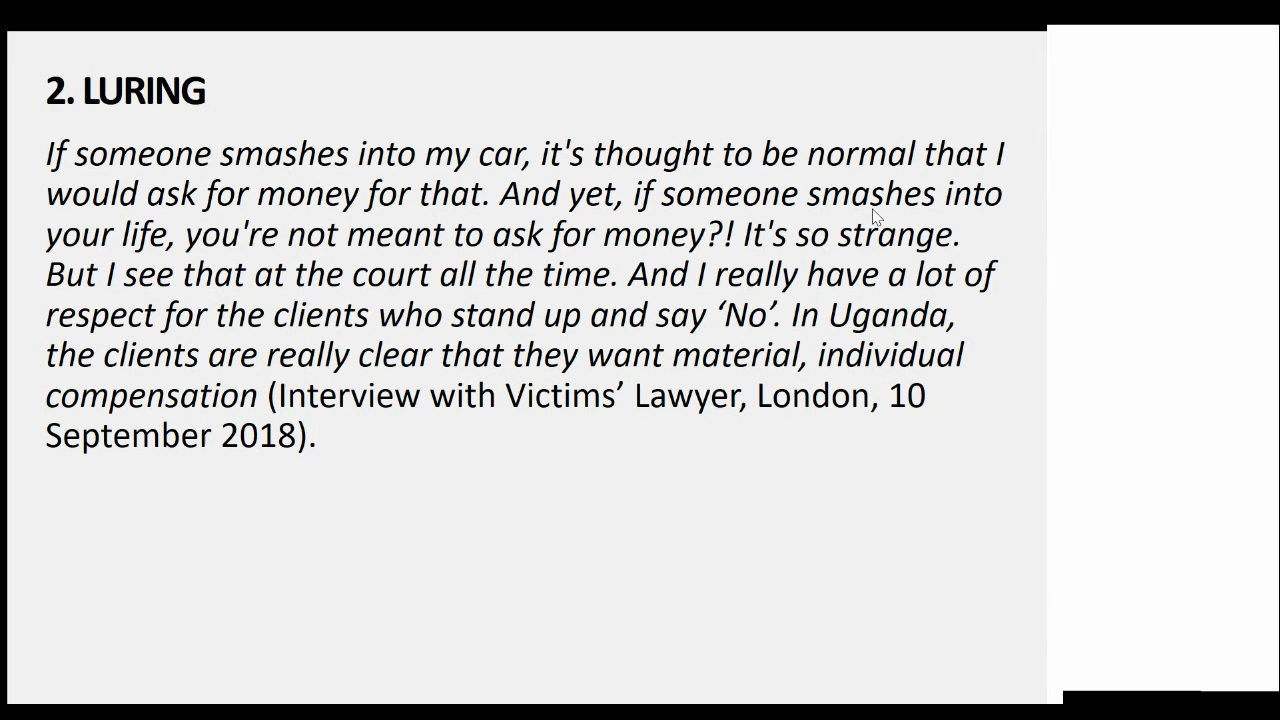 2. LURING
If someone smashes into my car, it's thought to be normal that I
would ask for money for that. And yet, if someone smashes into
your life, you're not meant to ask for money?! It's so strange.
But I see that at the court all the time. And I really have a lot of
respect for the clients who stand up and say ‘No’. In Uganda,
the clients are really clear that they want material, individual
compensation (Interview with Victims’ Lawyer, London, 10
September 2018).